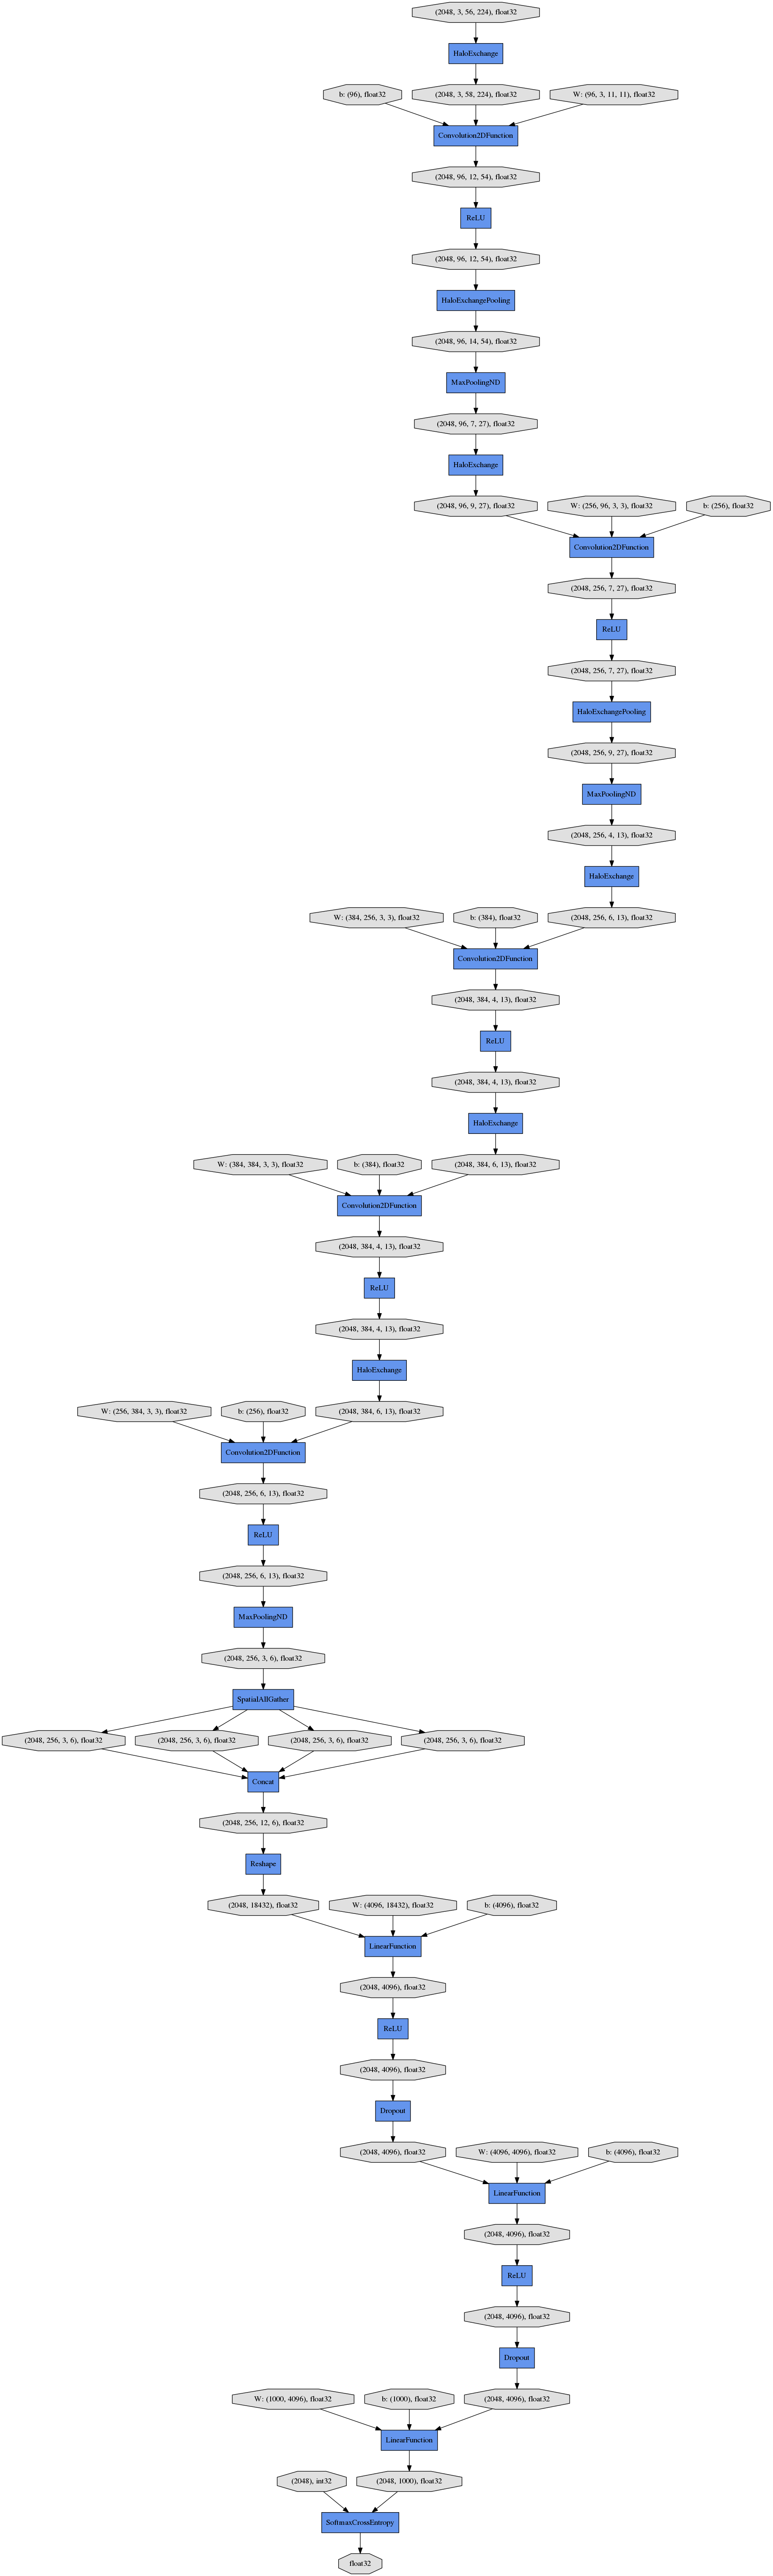 (2048, 3, 56, 224), float32
HaloExchange
b: (96), float32
(2048, 3, 58, 224), float32
W: (96, 3, 11, 11), float32
Convolution2DFunction
(2048, 96, 12, 54), float32
ReLU
(2048, 96, 12, 54), float32
HaloExchangePooling
(2048, 96, 14, 54), float32
MaxPoolingND
(2048, 96, 7, 27), float32
HaloExchange
(2048, 96, 9, 27), float32
W: (256, 96, 3, 3), float32
b: (256), float32
Convolution2DFunction
(2048, 256, 7, 27), float32
ReLU
(2048, 256, 7, 27), float32
HaloExchangePooling
(2048, 256, 9, 27), float32
MaxPoolingND
(2048, 256, 4, 13), float32
HaloExchange
W: (384, 256, 3, 3), float32
b: (384), float32
(2048, 256, 6, 13), float32
Convolution2DFunction
(2048, 384, 4, 13), float32
ReLU
(2048, 384, 4, 13), float32
HaloExchange
W: (384, 384, 3, 3), float32
b: (384), float32
(2048, 384, 6, 13), float32
Convolution2DFunction
(2048, 384, 4, 13), float32
ReLU
(2048, 384, 4, 13), float32
HaloExchange
W: (256, 384, 3, 3), float32
b: (256), float32
(2048, 384, 6, 13), float32
Convolution2DFunction
(2048, 256, 6, 13), float32
ReLU
(2048, 256, 6, 13), float32
MaxPoolingND
(2048, 256, 3, 6), float32
SpatialAllGather
(2048, 256, 3, 6), float32
(2048, 256, 3, 6), float32
(2048, 256, 3, 6), float32
(2048, 256, 3, 6), float32
Concat
(2048, 256, 12, 6), float32
Reshape
(2048, 18432), float32
W: (4096, 18432), float32
b: (4096), float32
LinearFunction
(2048, 4096), float32
ReLU
(2048, 4096), float32
Dropout
(2048, 4096), float32
W: (4096, 4096), float32
b: (4096), float32
LinearFunction
(2048, 4096), float32
ReLU
(2048, 4096), float32
Dropout
W: (1000, 4096), float32
b: (1000), float32
(2048, 4096), float32
LinearFunction
(2048), int32
(2048, 1000), float32
SoftmaxCrossEntropy
float32